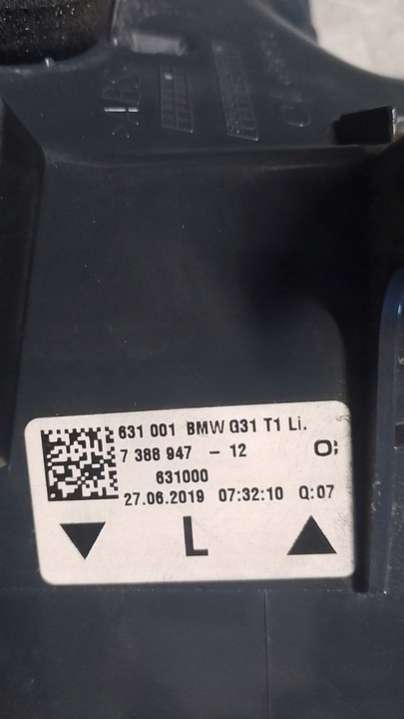 631 001 BMW G31 T1 Li.
7 388 947 - 12 O;
631000
27.06.2019 07:32:10 Q:07
L